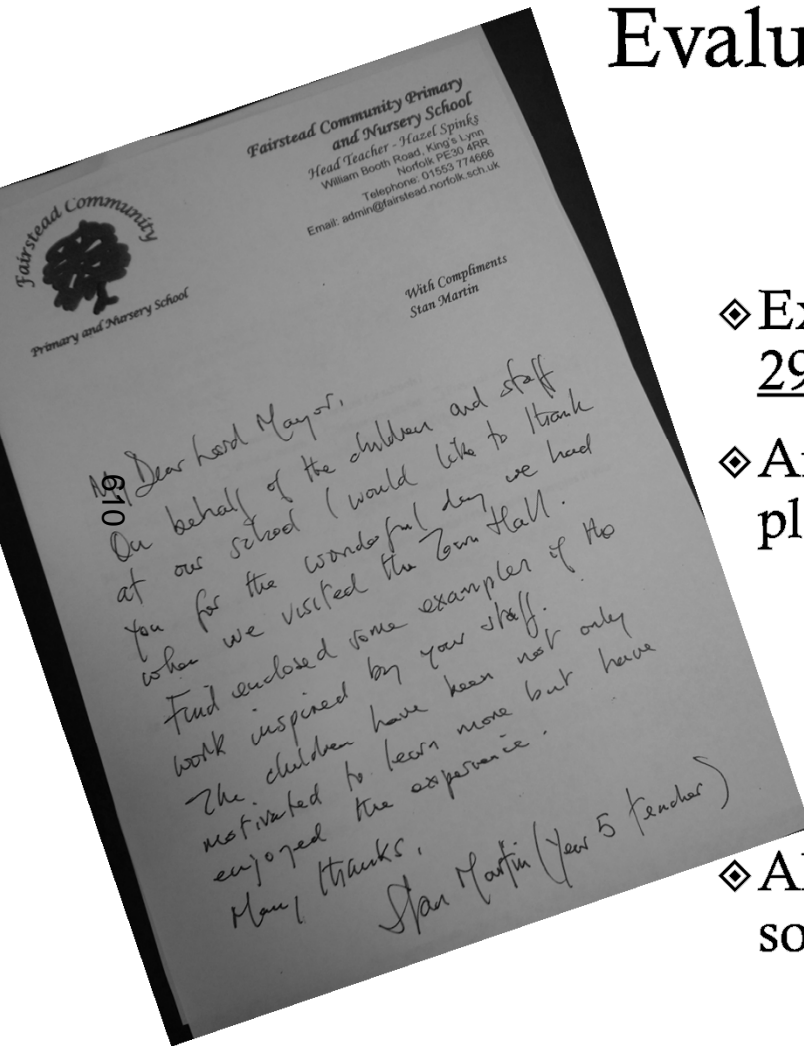 Evalu
Fairstead Community Primary
and Nursery School
Head Teacher - Hazel Spinks
William Booth Road, King's Lynn
Norfolk PE30 4RR
Telephone: 01553 774666
Email: admin@fairstead.norfolk.sch.uk
Fairstead Community
Primary and Nursery School
With Compliments
Stan Martin
My Dear Lord Mayor,
On behalf of the children and staff
at our school I would like to thank
you for the wonderful day we had
when we visited the Town Hall.
Find enclosed some examples of the
work inspired by your staff.
The children have been not only
motivated to learn more but have
enjoyed the experience.
Many thanks,
Stan Martin (Year 5 teacher)
019
Ex
29
pl
so